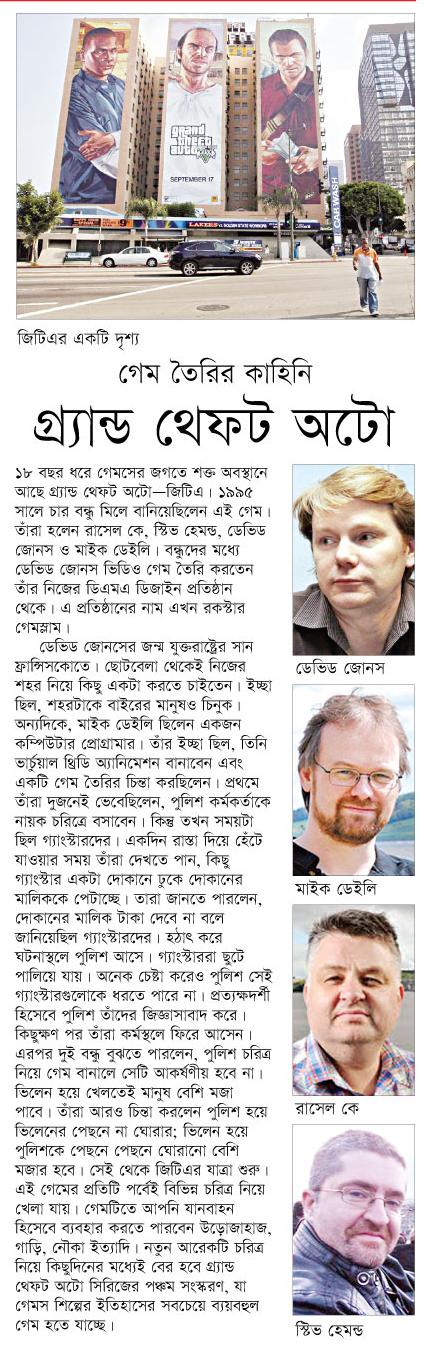 grand
theft
auto
V
SEPTEMBER 17
LAKERS VS. GOLDEN STATE WARRIORS
CAR WASH
জিটিএর একটি দৃশ্য
গেম তৈরির কাহিনি
গ্র্যান্ড থেফট অটো
১৮ বছর ধরে গেমসের জগতে শক্ত অবস্থানে
আছে গ্র্যান্ড থেফট অটো—জিটিএ। ১৯৯৫
সালে চার বন্ধু মিলে বানিয়েছিলেন এই গেম।
তাঁরা হলেন রাসেল কে, স্টিভ হেমন্ড, ডেভিড
জোনস ও মাইক ডেইলি। বন্ধুদের মধ্যে
ডেভিড জোনস ভিডিও গেম তৈরি করতেন
তাঁর নিজের ডিএমএ ডিজাইন প্রতিষ্ঠান
থেকে। এ প্রতিষ্ঠানের নাম এখন রকস্টার
গেমস্লাম।
ডেভিড জোনসের জন্ম যুক্তরাষ্ট্রের সান
ফ্রান্সিসকোতে। ছোটবেলা থেকেই নিজের
শহর নিয়ে কিছু একটা করতে চাইতেন। ইচ্ছা
ছিল, শহরটাকে বাইরের মানুষও চিনুক।
অন্যদিকে, মাইক ডেইলি ছিলেন একজন
কম্পিউটার প্রোগ্রামার। তাঁর ইচ্ছা ছিল, তিনি
ভার্চুয়াল থ্রিডি অ্যানিমেশন বানাবেন এবং
একটি গেম তৈরির চিন্তা করছিলেন। প্রথমে
তাঁরা দুজনেই ভেবেছিলেন, পুলিশ কর্মকর্তাকে
নায়ক চরিত্রে বসাবেন। কিন্তু তখন সময়টা
ছিল গ্যাংস্টারদের। একদিন রাস্তা দিয়ে হেঁটে
যাওয়ার সময় তাঁরা দেখতে পান, কিছু
গ্যাংস্টার একটা দোকানে ঢুকে দোকানের
মালিককে পেটাচ্ছে। তারা জানতে পারলেন,
দোকানের মালিক টাকা দেবে না বলে
জানিয়েছিল গ্যাংস্টারদের। হঠাৎ করে
ঘটনাস্থলে পুলিশ আসে। গ্যাংস্টাররা ছুটে
পালিয়ে যায়। অনেক চেষ্টা করেও পুলিশ সেই
গ্যাংস্টারগুলোকে ধরতে পারে না। প্রত্যক্ষদর্শী
হিসেবে পুলিশ তাঁদের জিজ্ঞাসাবাদ করে।
কিছুক্ষণ পর তাঁরা কর্মস্থলে ফিরে আসেন।
এরপর দুই বন্ধু বুঝতে পারলেন, পুলিশ চরিত্র
নিয়ে গেম বানালে সেটি আকর্ষণীয় হবে না।
ভিলেন হয়ে খেলতেই মানুষ বেশি মজা
পাবে। তাঁরা আরও চিন্তা করলেন পুলিশ হয়ে
ভিলেনের পেছনে না ঘোরার; ভিলেন হয়ে
পুলিশকে পেছনে পেছনে ঘোরানো বেশি
মজার হবে। সেই থেকে জিটিএর যাত্রা শুরু।
এই গেমের প্রতিটি পর্বেই বিভিন্ন চরিত্র নিয়ে
খেলা যায়। গেমটিতে আপনি যানবাহন
হিসেবে ব্যবহার করতে পারবেন উড়োজাহাজ,
গাড়ি, নৌকা ইত্যাদি। নতুন আরেকটি চরিত্র
নিয়ে কিছুদিনের মধ্যেই বের হবে গ্র্যান্ড
থেফট অটো সিরিজের পঞ্চম সংস্করণ, যা
গেমস শিল্পের ইতিহাসের সবচেয়ে ব্যয়বহুল
গেম হতে যাচ্ছে।
ডেভিড জোনস
মাইক ডেইলি
রাসেল কে
স্টিভ হেমন্ড